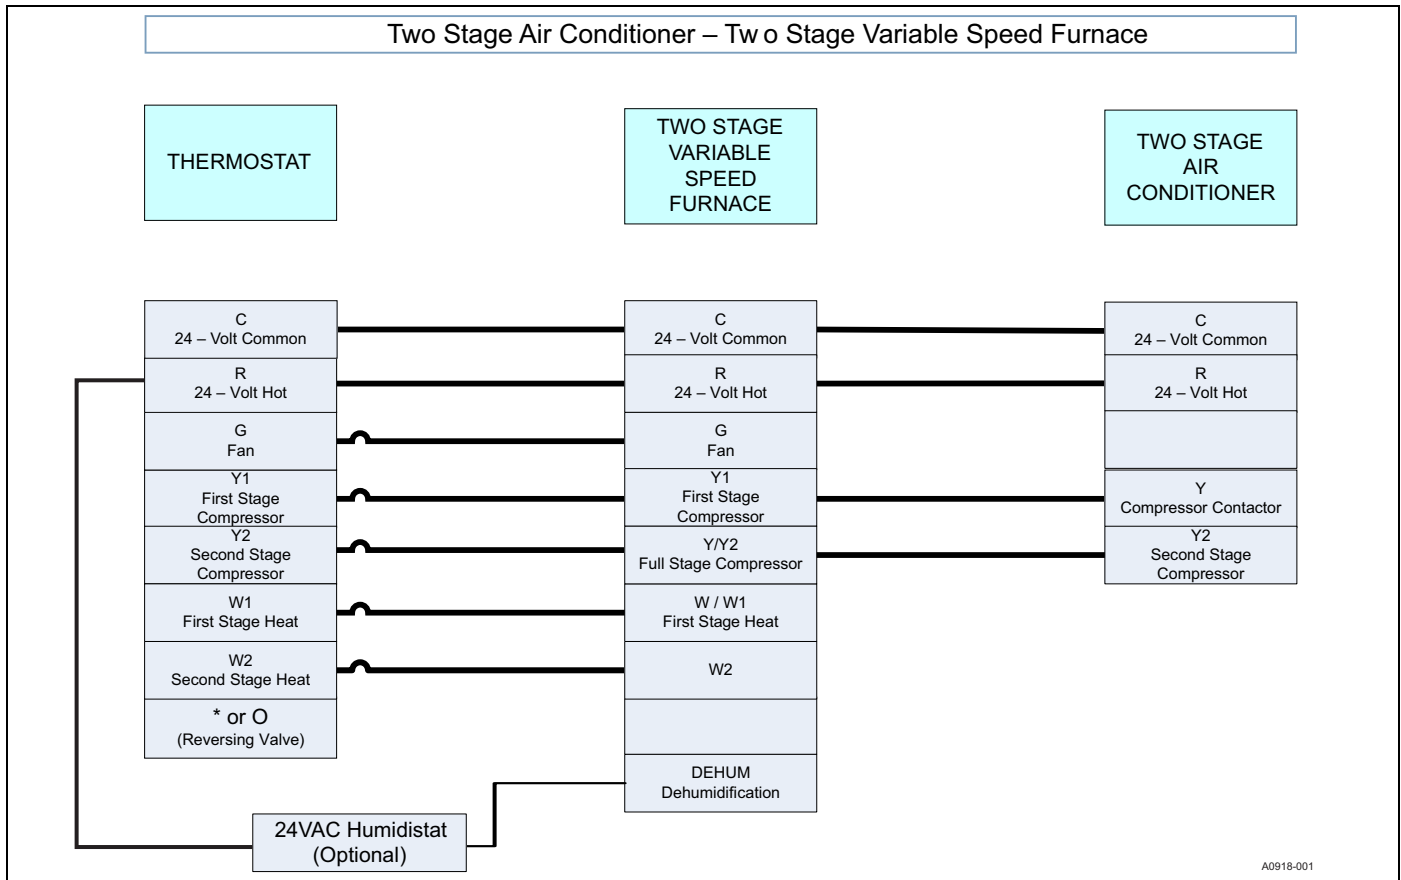 Two Stage Air Conditioner – Tw o Stage Variable Speed Furnace
THERMOSTAT
TWO STAGE
VARIABLE
SPEED
FURNACE
TWO STAGE
AIR
CONDITIONER
C
24 – Volt Common
R
24 – Volt Hot
G
Fan
Y1
First Stage
Compressor
Y2
Second Stage
Compressor
W1
First Stage Heat
W2
Second Stage Heat
* or O
(Reversing Valve)
C
24 – Volt Common
R
24 – Volt Hot
G
Fan
Y1
First Stage
Compressor
Y/Y2
Full Stage Compressor
W / W1
First Stage Heat
W2
DEHUM
Dehumidification
C
24 – Volt Common
R
24 – Volt Hot
Y
Compressor Contactor
Y2
Second Stage
Compressor
24VAC Humidistat
(Optional)
A0918-001